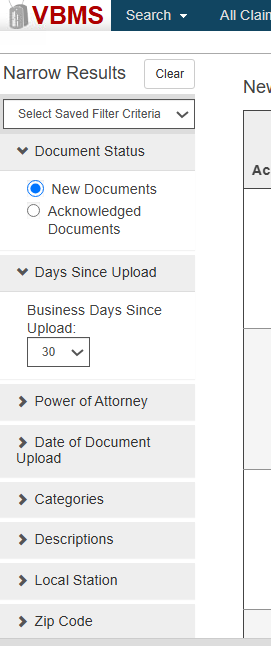 VBMS
Search
All Clain
Narrow Results
Clear
New
Select Saved Filter Criteria
Ac
Document Status
New Documents
Acknowledged
Documents
Days Since Upload
Business Days Since
Upload:
30
Power of Attorney
Date of Document
Upload
Categories
Descriptions
Local Station
Zip Code